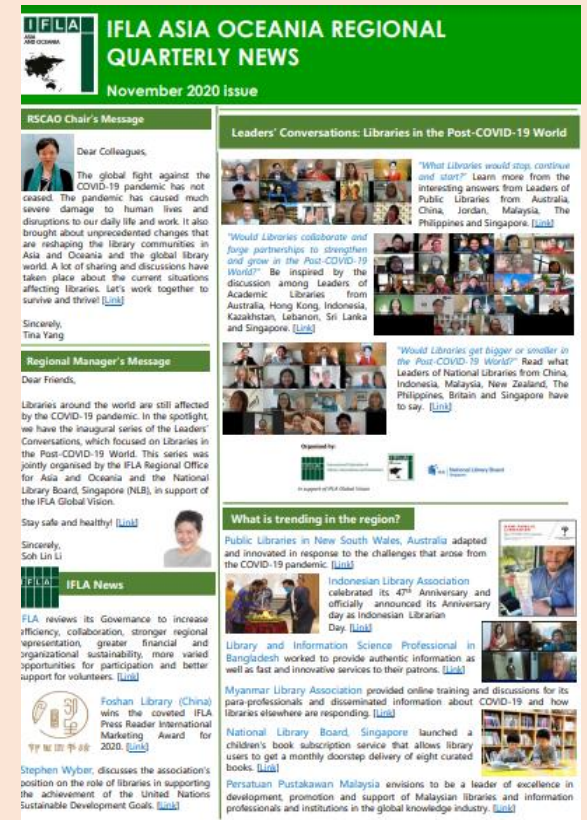 IFLA
ASIA
AND OCEANIA
IFLA ASIA OCEANIA REGIONAL
QUARTERLY NEWS
November 2020 issue
RSCAO Chair's Message
Dear Colleagues,
The global fight against the
COVID-19 pandemic has not
ceased. The pandemic has caused much
severe damage to human lives and
disruptions to our daily life and work. It also
brought about unprecedented changes that
are reshaping the library communities in
Asia and Oceania and the global library
world. A lot of sharing and discussions have
taken place about the current situations
affecting libraries. Let's work together to
survive and thrive! [Link]
Sincerely,
Tina Yang
Regional Manager's Message
Dear Friends,
Libraries around the world are still affected
by the COVID-19 pandemic. In the spotlight,
we have the inaugural series of the Leaders'
Conversations, which focused on Libraries in
the Post-COVID-19 World. This series was
jointly organised by the IFLA Regional Office
for Asia and Oceania and the National
Library Board, Singapore (NLB), in support of
the IFLA Global Vision.
Stay safe and healthy! [Link]
Sincerely,
Soh Lin Li
IFLA
IFLA News
FLA reviews its Governance to increase
efficiency, collaboration, stronger regional
representation, greater financial and
organizational sustainability, more varied
opportunities for participation and better
support for volunteers. [Link]
Foshan Library (China)
wins the coveted IFLA
Press Reader International
Marketing Award for
2020. [Link]
Stephen Wyber, discusses the association's
position on the role of libraries in supporting
the achievement of the United Nations
Sustainable Development Goals. [Link]
Leaders' Conversations: Libraries in the Post-COVID-19 World
"What Libraries would stop, continue
and start?" Learn more from the
interesting answers from Leaders of
Public Libraries from Australia,
China, Jordan, Malaysia, The
Philippines and Singapore. [Link]
"Would Libraries collaborate and
forge partnerships to strengthen
and grow in the Post-COVID-19
World?" Be inspired by the
discussion among Leaders of
Academic Libraries from
Australia, Hong Kong, Indonesia,
Kazakhstan, Lebanon, Sri Lanka
and Singapore. [Link]
"Would Libraries get bigger or smaller in
the Post-COVID-19 World?" Read what
Leaders of National Libraries from China,
Indonesia, Malaysia, New Zealand, The
Philippines, Britain and Singapore have
to say. [Link]
Organised by:
National Library Board
Singapore
In support of IFLA Global Vision
What is trending in the region?
Public Libraries in New South Wales, Australia adapted
and innovated in response to the challenges that arose from
the COVID-19 pandemic. [Link]
Indonesian Library Association
celebrated its 47th Anniversary and
officially announced its Anniversary
day as Indonesian Librarian
Day. [Link]
Library and Information Science Professional in
Bangladesh worked to provide authentic information as
well as fast and innovative services to their patrons. [Link]
Myanmar Library Association provided online training and discussions for its
para-professionals and disseminated information about COVID-19 and how
libraries elsewhere are responding. [Link]
National Library Board, Singapore launched a
children's book subscription service that allows library
users to get a monthly doorstep delivery of eight curated
books. [Link]
Persatuan Pustakawan Malaysia envisions to be a leader of excellence in
development, promotion and support of Malaysian libraries and information
professionals and institutions in the global knowledge industry. [Link]